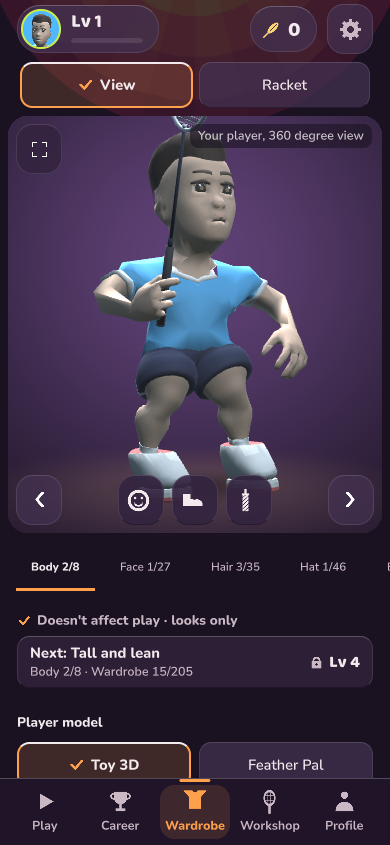 Lv 1
0
View
Racket
Your player, 360 degree view
Body 2/8
Face 1/27
Hair 3/35
Hat 1/46
Doesn't affect play · looks only
Next: Tall and lean
Body 2/8 · Wardrobe 15/205
Lv 4
Player model
Toy 3D
Feather Pal
Play
Career
Wardrobe
Workshop
Profile